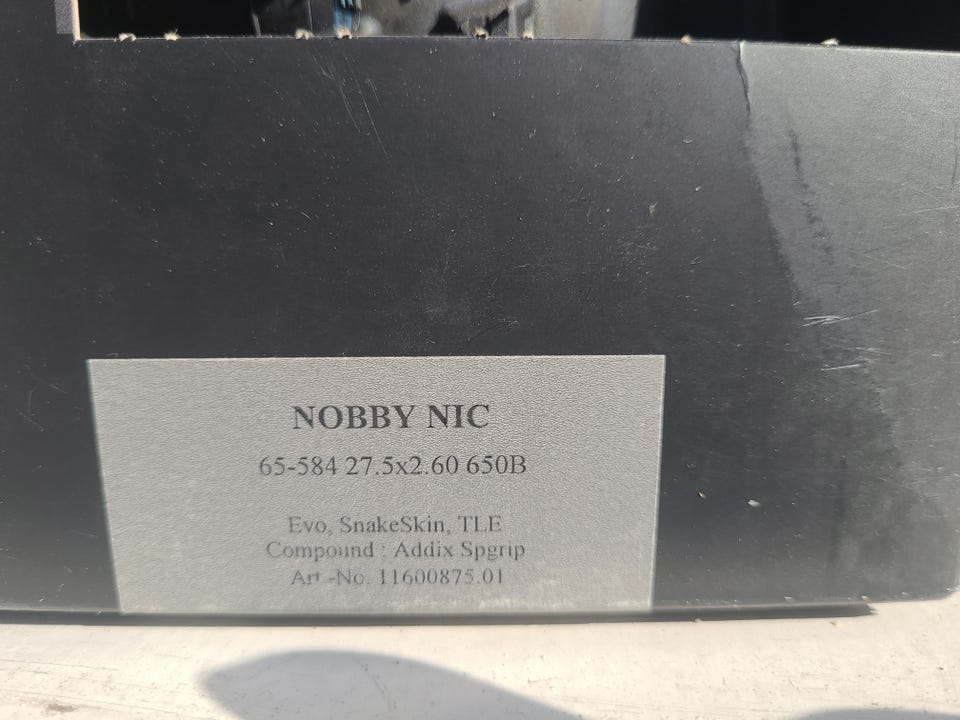 NOBBY NIC
65-584 27.5x2.60 650B
Evo, SnakeSkin, TLE
Compound : Addix Spgrip
Art.-No. 11600875.01